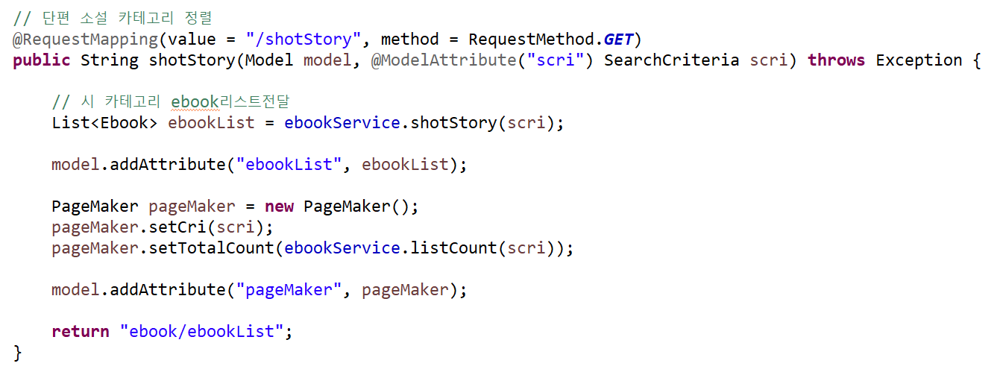 // 단편 소설 카테고리 정렬
@RequestMapping(value = "/shotStory", method = RequestMethod.GET)
public String shotStory(Model model, @ModelAttribute("scri") SearchCriteria scri) throws Exception {
// 시 카테고리 ebook리스트전달
List<Ebook> ebookList = ebookService.shotStory(scri);
model.addAttribute("ebookList", ebookList);
PageMaker pageMaker = new PageMaker();
pageMaker.setCri(scri);
pageMaker.setTotalCount(ebookService.listCount(scri));
model.addAttribute("pageMaker", pageMaker);
return "ebook/ebookList";
}